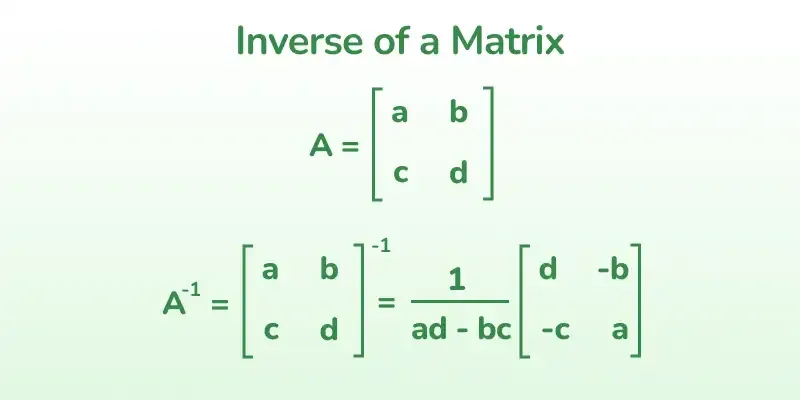 Inverse of a Matrix
A = [ a b
c d ]
A⁻¹ = [ a b
c d ]⁻¹ = 1 / (ad - bc) [ d -b
-c a ]